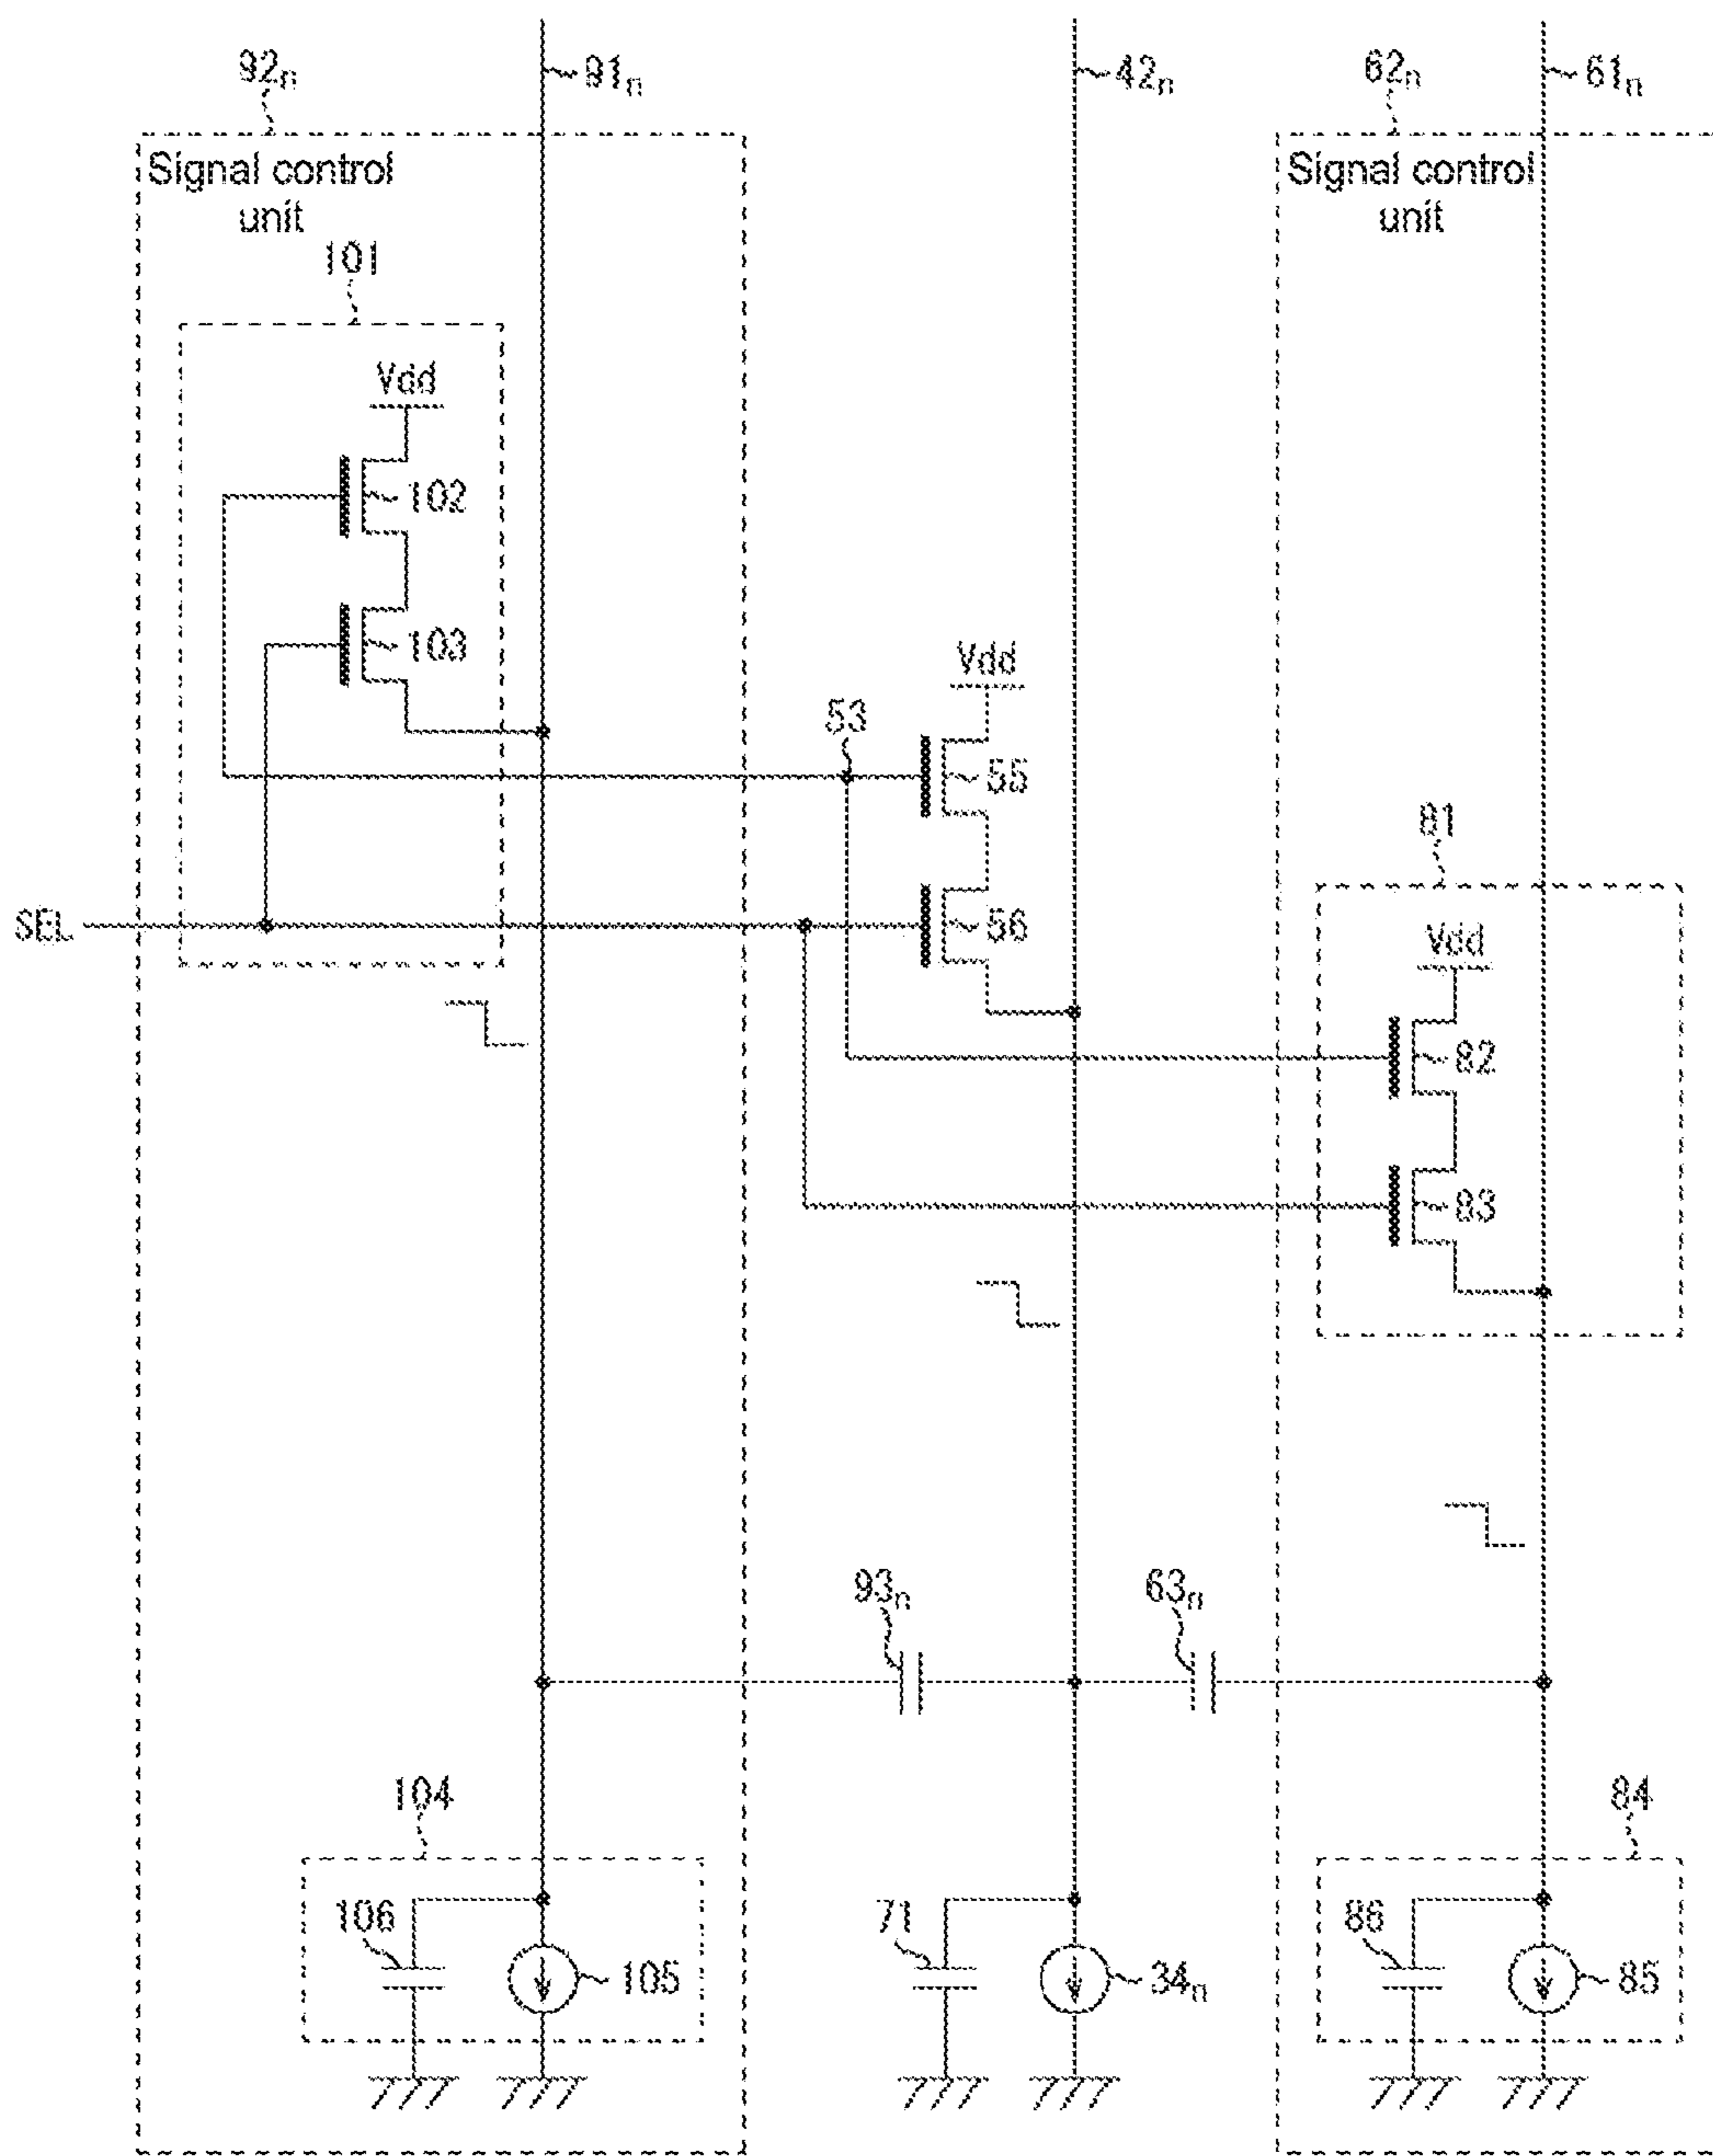 92n 91n 42n 62n 61n
Signal control
unit
Signal control
unit
101
Vdd
102
103
Vdd
53
55
81
SEL
56
Vdd
82
83
93n 63n
104 84
106 105 71 34n 86 85